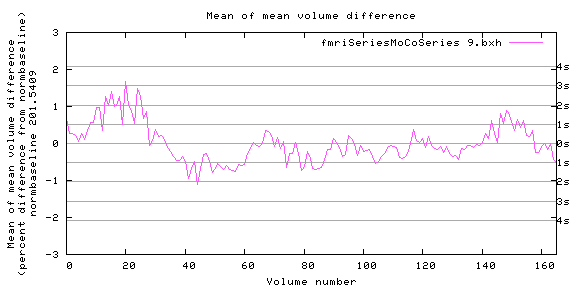 Mean of mean volume difference
fmriSeriesMoCoSeries 9.bxh
Mean of mean volume difference
(percent difference from normbaseline)
normbaseline 201.5409
3
2
1
0
-1
-2
-3
4s
3s
2s
1s
0s
1s
2s
3s
4s
0 20 40 60 80 100 120 140 160
Volume number